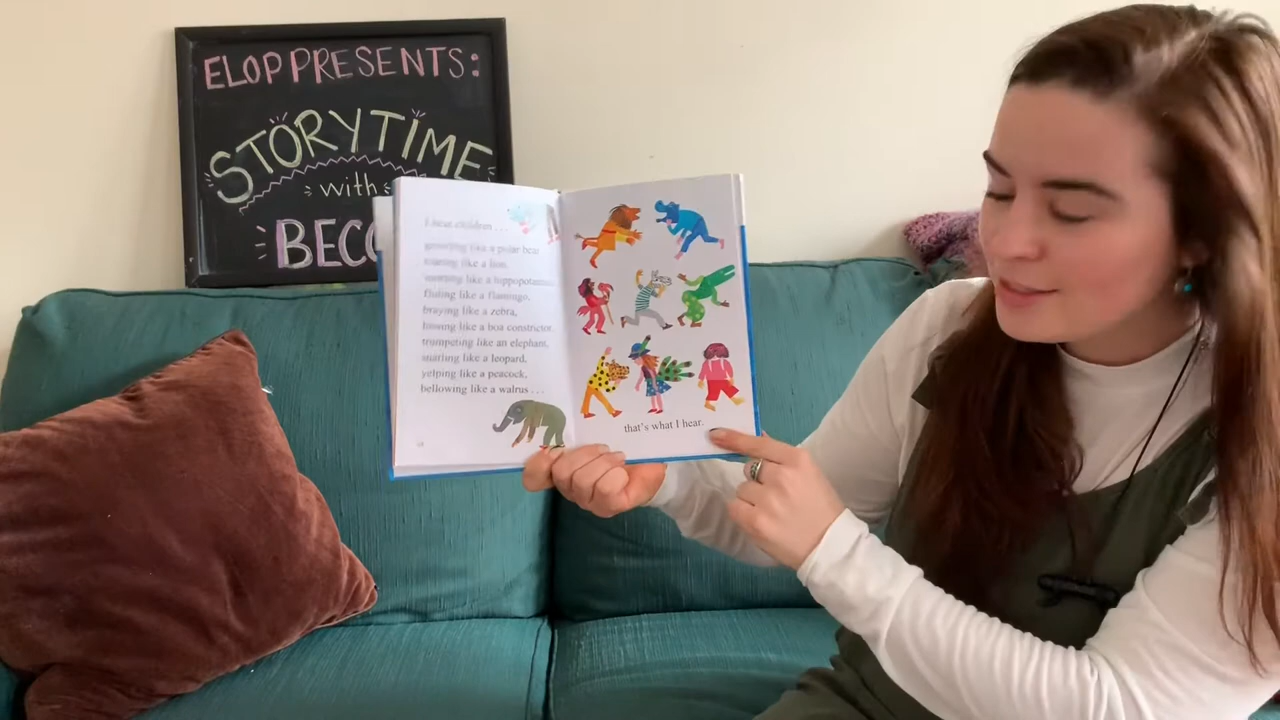 ELOP PRESENTS:
STORYTIME
with
BECC
I hear children . . .
growling like a polar bear
roaring like a lion,
snorting like a hippopotamus
fluting like a flamingo,
braying like a zebra,
hissing like a boa constrictor,
trumpeting like an elephant,
snarling like a leopard,
yelping like a peacock,
bellowing like a walrus . . .
that's what I hear.